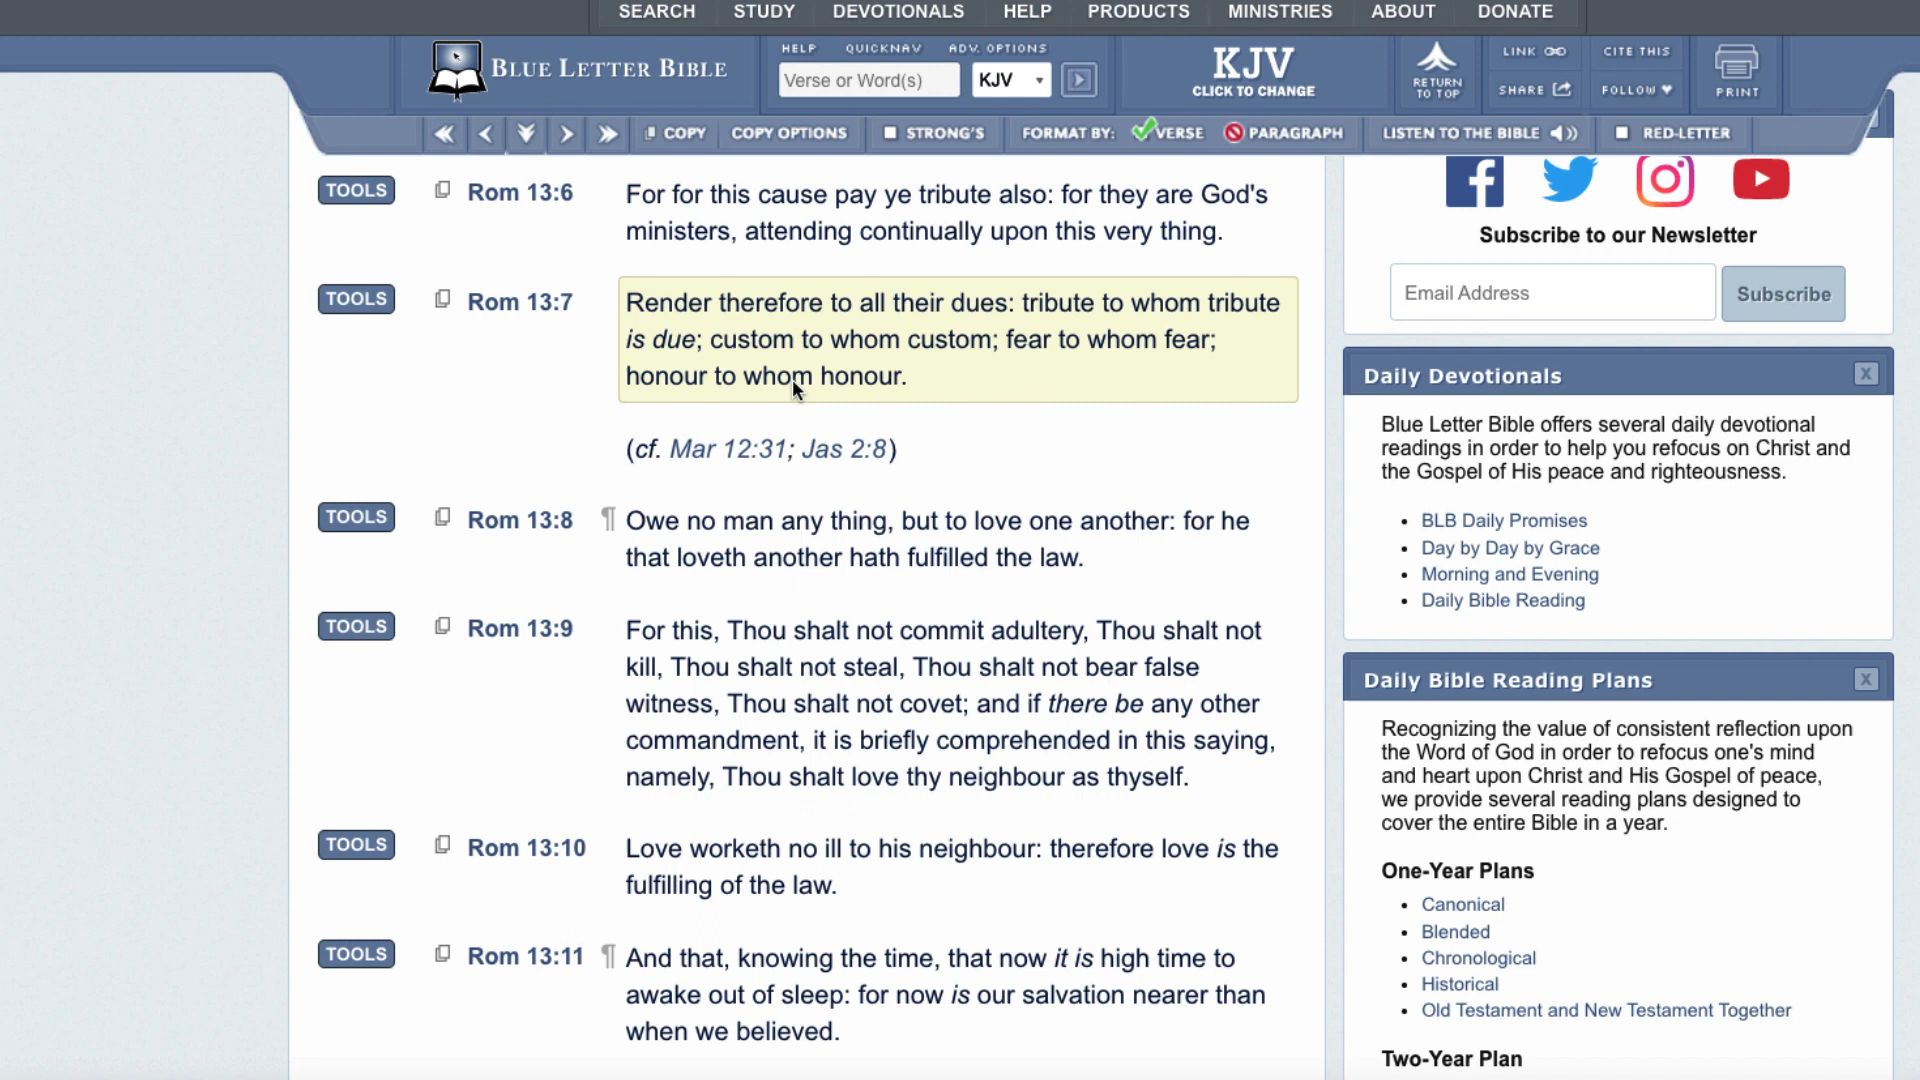 SEARCH STUDY DEVOTIONALS HELP PRODUCTS MINISTRIES ABOUT DONATE
BLUE LETTER BIBLE
HELP QUICKNAV ADV. OPTIONS
Verse or Word(s) KJV
KJV
CLICK TO CHANGE
RETURN
TO TOP
LINK CITE THIS
SHARE FOLLOW
PRINT
COPY COPY OPTIONS STRONG'S FORMAT BY: VERSE PARAGRAPH LISTEN TO THE BIBLE RED-LETTER
TOOLS Rom 13:6 For for this cause pay ye tribute also: for they are God's
ministers, attending continually upon this very thing.
TOOLS Rom 13:7 Render therefore to all their dues: tribute to whom tribute
is due; custom to whom custom; fear to whom fear;
honour to whom honour.
(cf. Mar 12:31; Jas 2:8)
TOOLS Rom 13:8 ¶ Owe no man any thing, but to love one another: for he
that loveth another hath fulfilled the law.
TOOLS Rom 13:9 For this, Thou shalt not commit adultery, Thou shalt not
kill, Thou shalt not steal, Thou shalt not bear false
witness, Thou shalt not covet; and if there be any other
commandment, it is briefly comprehended in this saying,
namely, Thou shalt love thy neighbour as thyself.
TOOLS Rom 13:10 Love worketh no ill to his neighbour: therefore love is the
fulfilling of the law.
TOOLS Rom 13:11 ¶ And that, knowing the time, that now it is high time to
awake out of sleep: for now is our salvation nearer than
when we believed.
Subscribe to our Newsletter
Email Address Subscribe
Daily Devotionals X
Blue Letter Bible offers several daily devotional
readings in order to help you refocus on Christ and
the Gospel of His peace and righteousness.
• BLB Daily Promises
• Day by Day by Grace
• Morning and Evening
• Daily Bible Reading
Daily Bible Reading Plans X
Recognizing the value of consistent reflection upon
the Word of God in order to refocus one's mind
and heart upon Christ and His Gospel of peace,
we provide several reading plans designed to
cover the entire Bible in a year.
One-Year Plans
• Canonical
• Blended
• Chronological
• Historical
• Old Testament and New Testament Together
Two-Year Plan